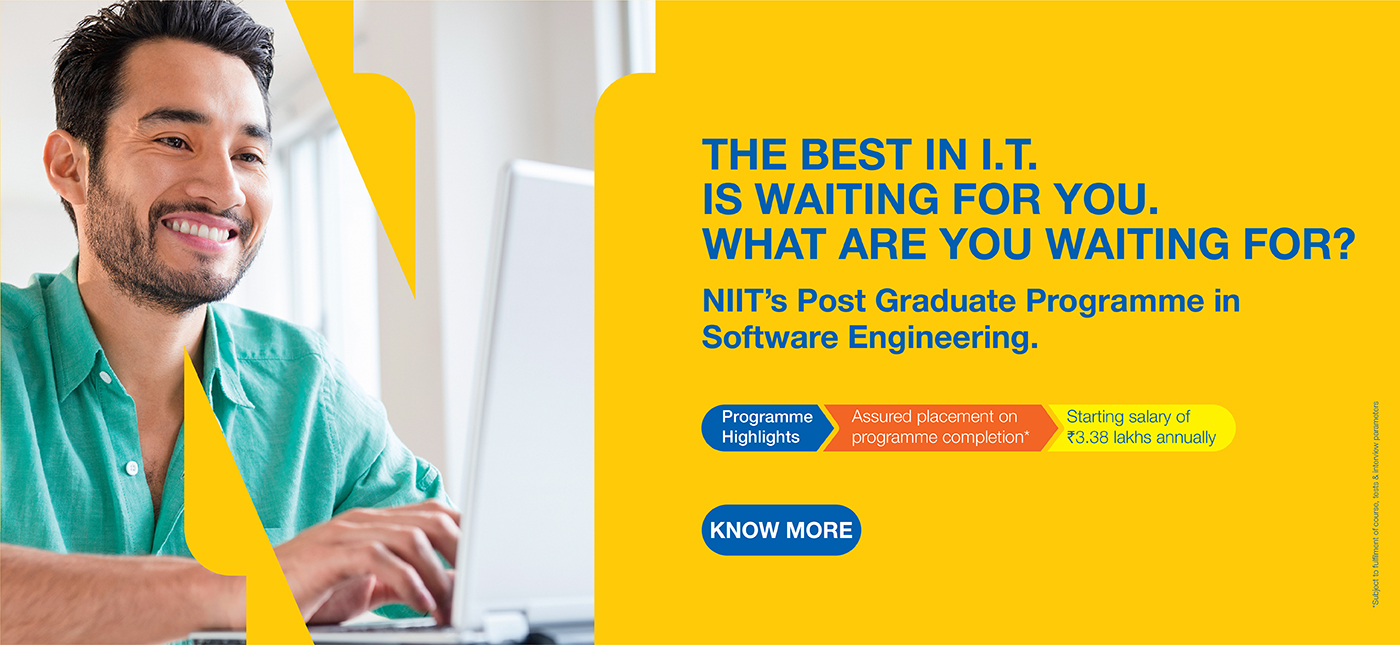 THE BEST IN I.T.
IS WAITING FOR YOU.
WHAT ARE YOU WAITING FOR?
NIIT’s Post Graduate Programme in
Software Engineering.
Programme
Highlights
Assured placement on
programme completion*
Starting salary of
₹3.38 lakhs annually
KNOW MORE
*Subject to fulfilment of course, tests & interview parameters